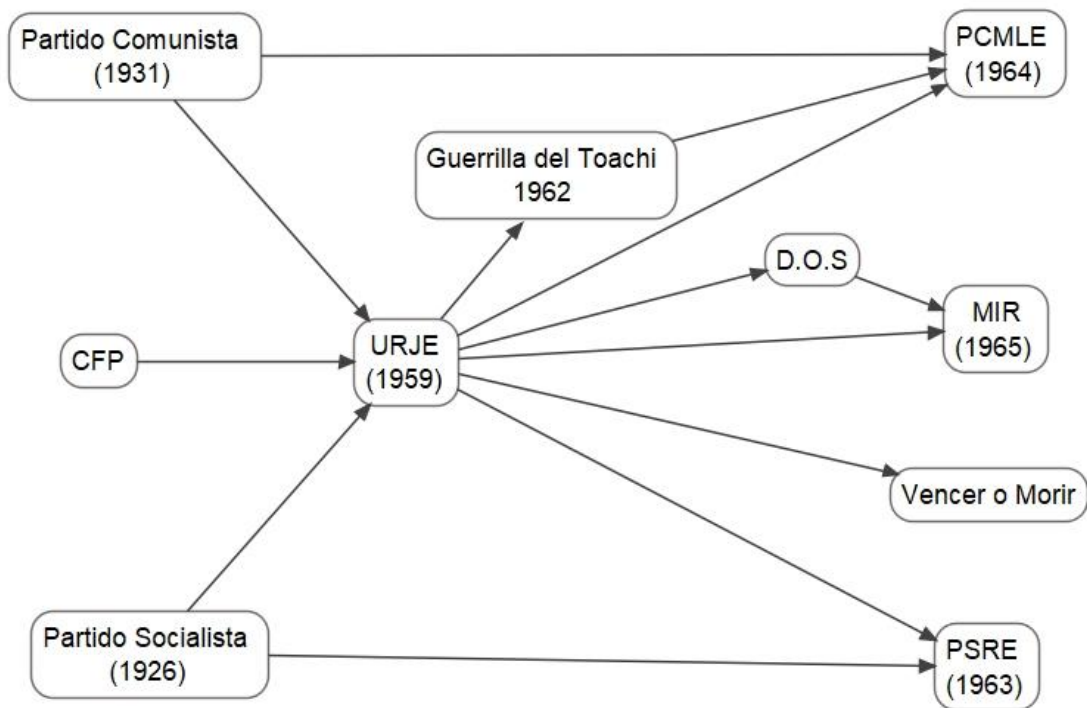 Partido Comunista
(1931)
PCMLE
(1964)
Guerrilla del Toachi
1962
D.O.S
MIR
(1965)
CFP
URJE
(1959)
Vencer o Morir
Partido Socialista
(1926)
PSRE
(1963)